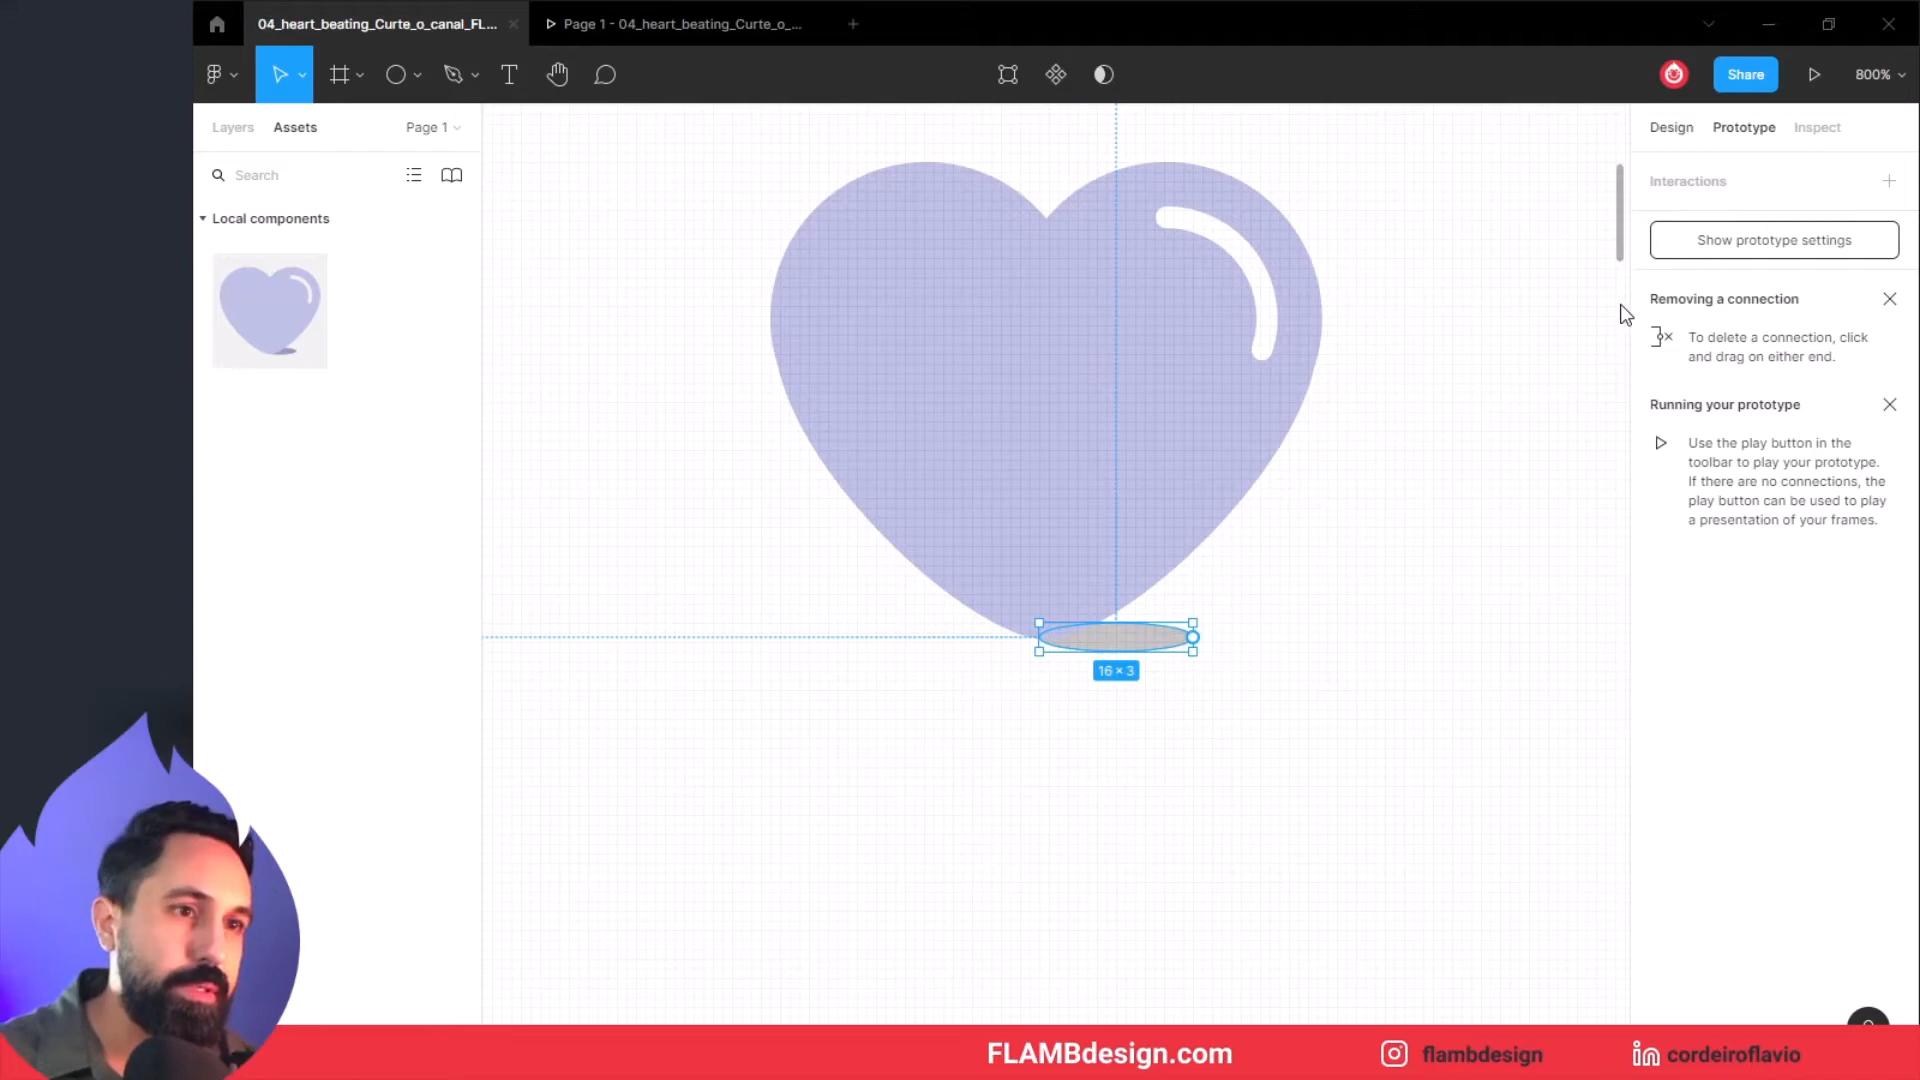 04_heart_beating_Curte_o_canal_FL...
Page 1 - 04_heart_beating_Curte_o_...
Share
800%
Layers
Assets
Page 1
Search
Local components
16 × 3
Design
Prototype
Inspect
Interactions
Show prototype settings
Removing a connection
To delete a connection, click
and drag on either end.
Running your prototype
Use the play button in the
toolbar to play your prototype.
If there are no connections, the
play button can be used to play
a presentation of your frames.
FLAMBdesign.com
flambdesign
cordeiroflavio